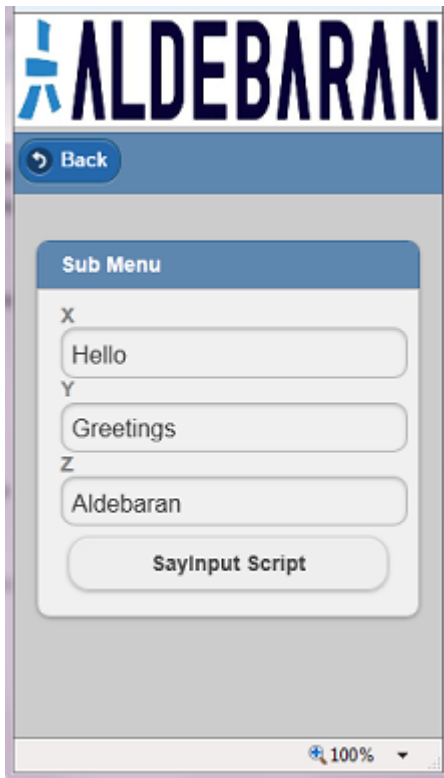 ALDEBARAN
Back
Sub Menu
X
Hello
Y
Greetings
Z
Aldebaran
SayInput Script
100%